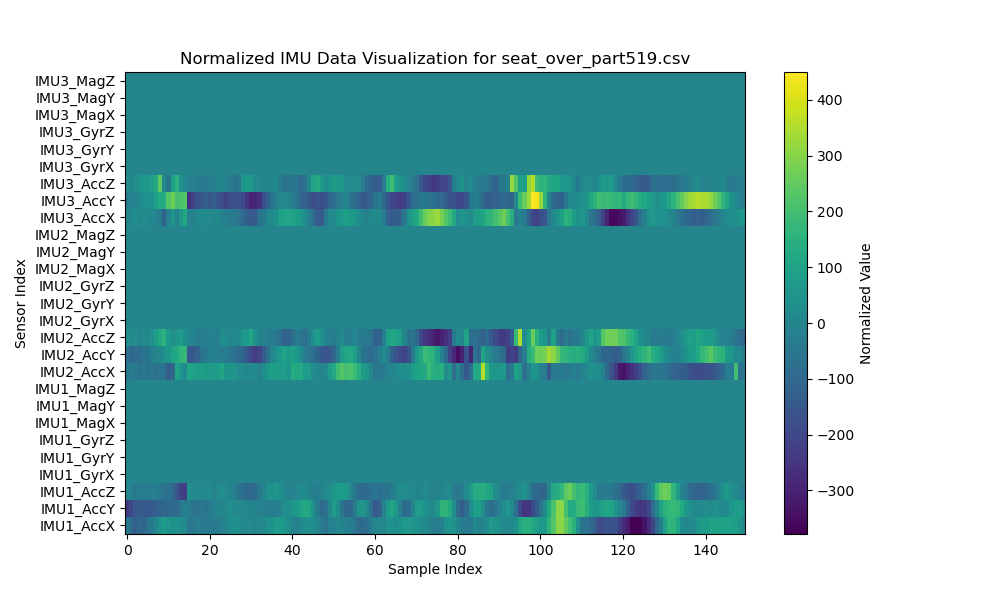 Normalized IMU Data Visualization for seat_over_part519.csv
IMU3_MagZ
IMU3_MagY
IMU3_MagX
IMU3_GyrZ
IMU3_GyrY
IMU3_GyrX
IMU3_AccZ
IMU3_AccY
IMU3_AccX
IMU2_MagZ
IMU2_MagY
IMU2_MagX
IMU2_GyrZ
IMU2_GyrY
IMU2_GyrX
IMU2_AccZ
IMU2_AccY
IMU2_AccX
IMU1_MagZ
IMU1_MagY
IMU1_MagX
IMU1_GyrZ
IMU1_GyrY
IMU1_GyrX
IMU1_AccZ
IMU1_AccY
IMU1_AccX
Sensor Index
0 20 40 60 80 100 120 140
Sample Index
400
300
200
100
0
−100
−200
−300
Normalized Value